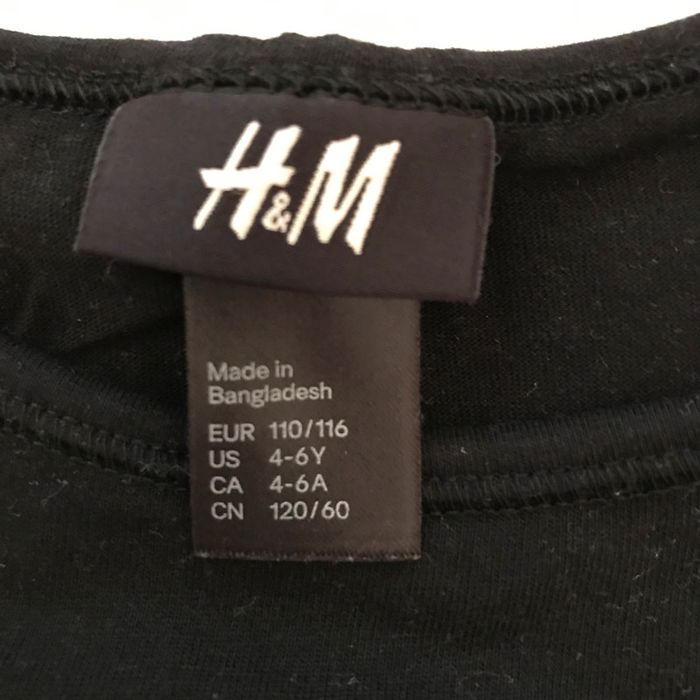 H&M
Made in
Bangladesh
EUR 110/116
US 4-6Y
CA 4-6A
CN 120/60